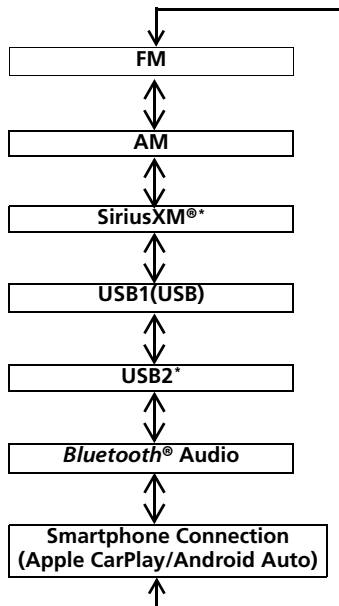 FM
AM
SiriusXM®*
USB1(USB)
USB2*
Bluetooth® Audio
Smartphone Connection
(Apple CarPlay/Android Auto)